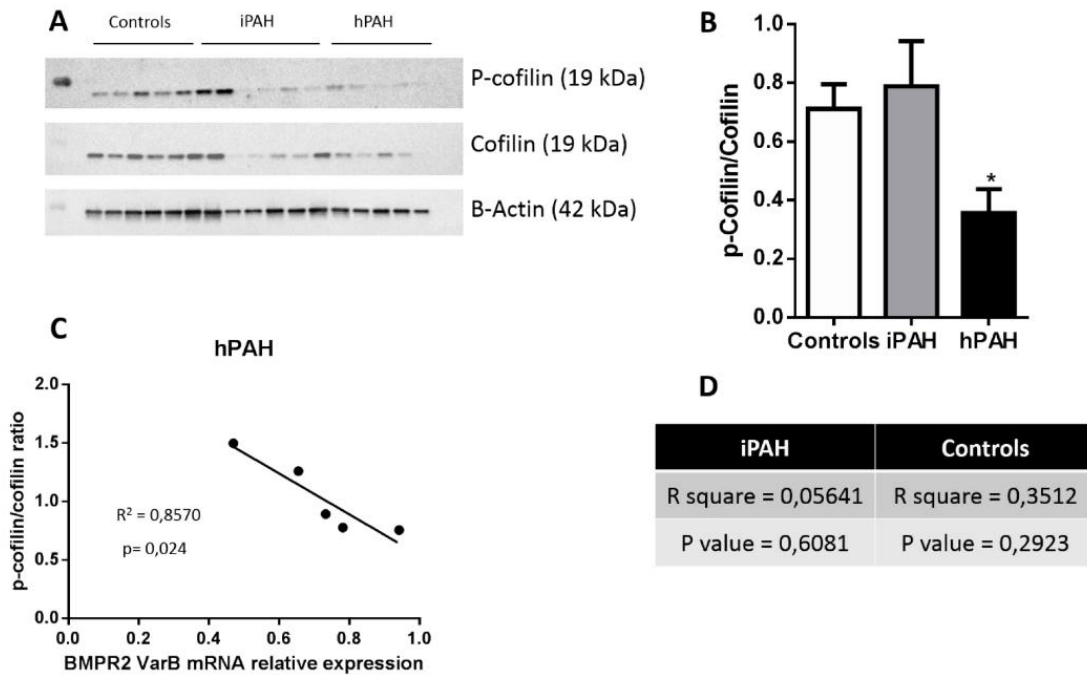 A
Controls iPAH hPAH
P-cofilin (19 kDa)
Cofilin (19 kDa)
B-Actin (42 kDa)
B
p-Cofilin/Cofilin
1.0
0.8
0.6
0.4
0.2
0.0
*
Controls iPAH hPAH
C
hPAH
p-cofilin/cofilin ratio
2.0
1.5
1.0
0.5
0.0
R² = 0,8570
p= 0,024
0.0 0.2 0.4 0.6 0.8 1.0
BMPR2 VarB mRNA relative expression
D
iPAH Controls
R square = 0,05641 R square = 0,3512
P value = 0,6081 P value = 0,2923